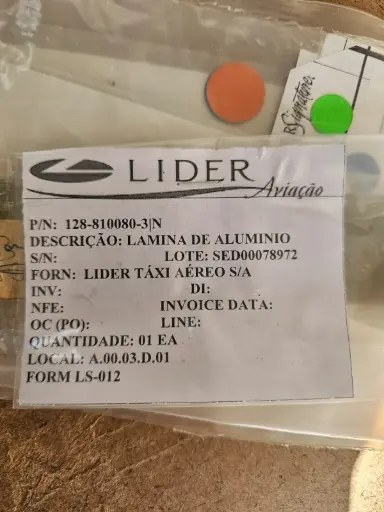 Signature.
LIDER
Aviação
P/N: 128-810080-3|N
DESCRIÇÃO: LAMINA DE ALUMINIO
S/N: LOTE: SED00078972
FORN: LIDER TÁXI AÉREO S/A
INV: DI:
NFE: INVOICE DATA:
OC (PO): LINE:
QUANTIDADE: 01 EA
LOCAL: A.00.03.D.01
FORM LS-012